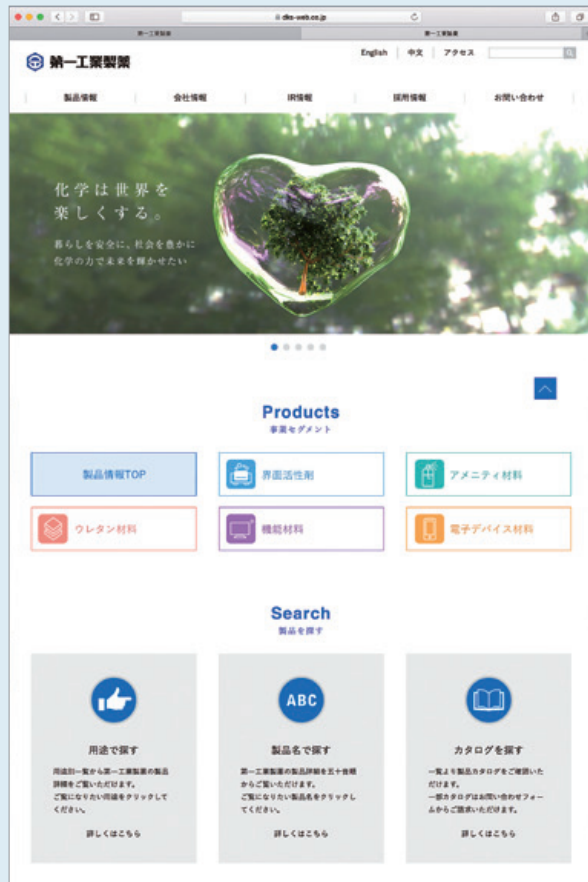 dks-web.co.jp
第一工業製薬
第一工業製薬
第一工業製薬
English 中文 アクセス
製品情報 会社情報 IR情報 採用情報 お問い合わせ
化学は世界を
楽しくする。
暮らしを安全に、社会を豊かに
化学の力で未来を輝かせたい
Products
事業セグメント
製品情報TOP
界面活性剤
アメニティ材料
ウレタン材料
機能材料
電子デバイス材料
Search
製品を探す
用途で探す
用途別一覧から第一工業製薬の製品
詳細をご覧いただけます。
ご覧になりたい用途をクリックして
ください。
詳しくはこちら
ABC
製品名で探す
第一工業製薬の製品詳細を五十音順
からご覧いただけます。
ご覧になりたい製品名をクリックし
てください。
詳しくはこちら
カタログを探す
一覧より製品カタログをご確認いた
だけます。
一部カタログはお問い合わせフォー
ムからご請求いただけます。
詳しくはこちら